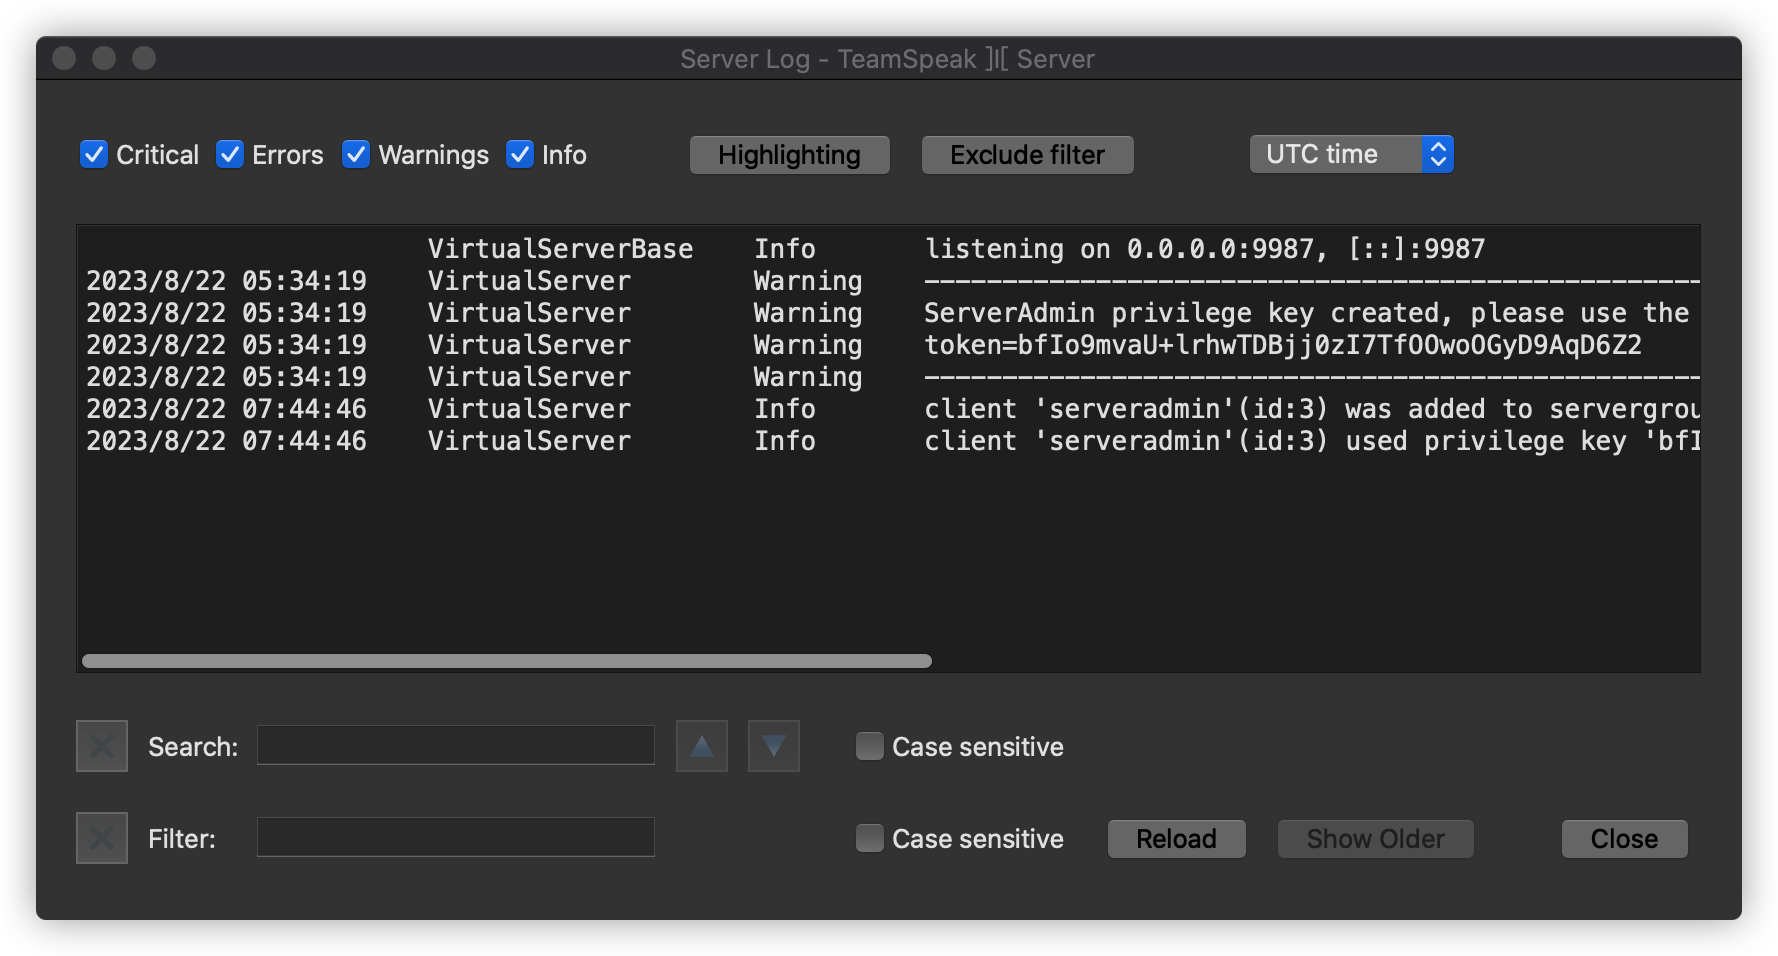 Server Log - TeamSpeak ]I[ Server
Critical Errors Warnings Info Highlighting Exclude filter UTC time
VirtualServerBase Info listening on 0.0.0.0:9987, [::]:9987
2023/8/22 05:34:19 VirtualServer Warning --------------------------------------------------
2023/8/22 05:34:19 VirtualServer Warning ServerAdmin privilege key created, please use the
2023/8/22 05:34:19 VirtualServer Warning token=bfIo9mvaU+lrhwTDBjj0zI7TfOOwoOGyD9AqD6Z2
2023/8/22 05:34:19 VirtualServer Warning --------------------------------------------------
2023/8/22 07:44:46 VirtualServer Info client 'serveradmin'(id:3) was added to servergrou
2023/8/22 07:44:46 VirtualServer Info client 'serveradmin'(id:3) used privilege key 'bfI
Search: Case sensitive
Filter: Case sensitive Reload Show Older Close